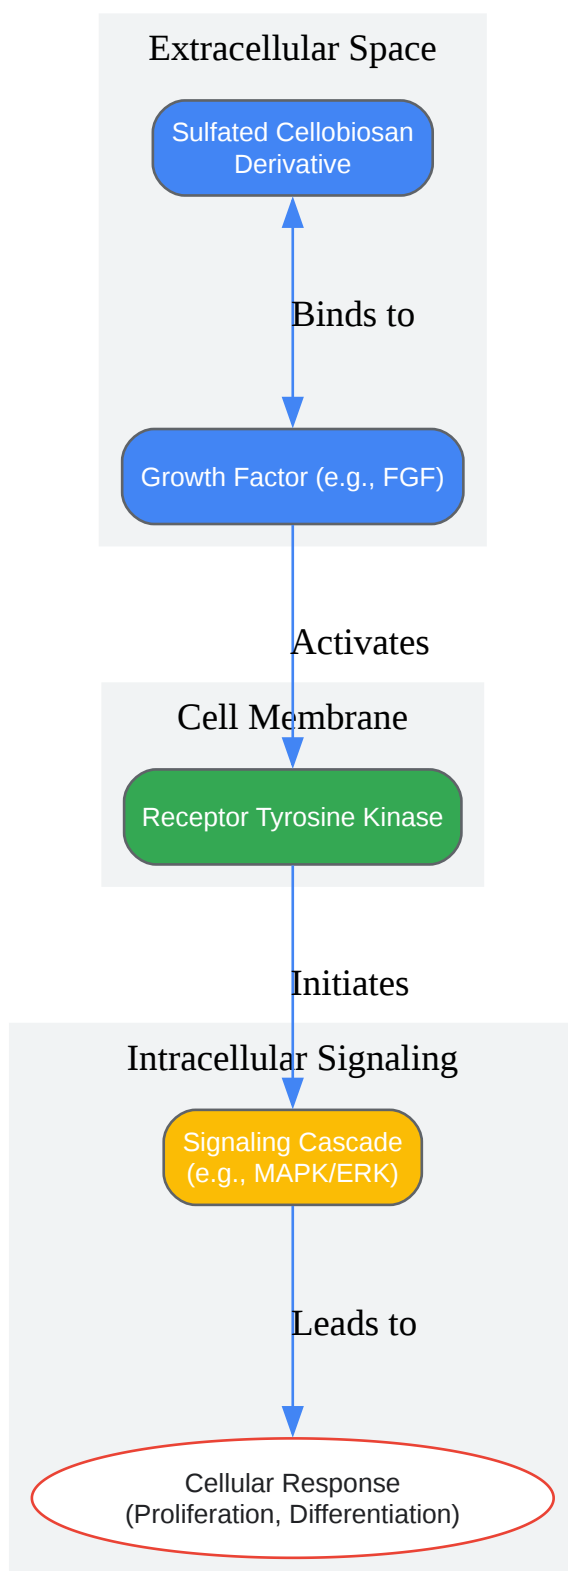 Extracellular Space
Sulfated Cellobiosan
Derivative
Binds to
Growth Factor (e.g., FGF)
Activates
Cell Membrane
Receptor Tyrosine Kinase
Initiates
Intracellular Signaling
Signaling Cascade
(e.g., MAPK/ERK)
Leads to
Cellular Response
(Proliferation, Differentiation)